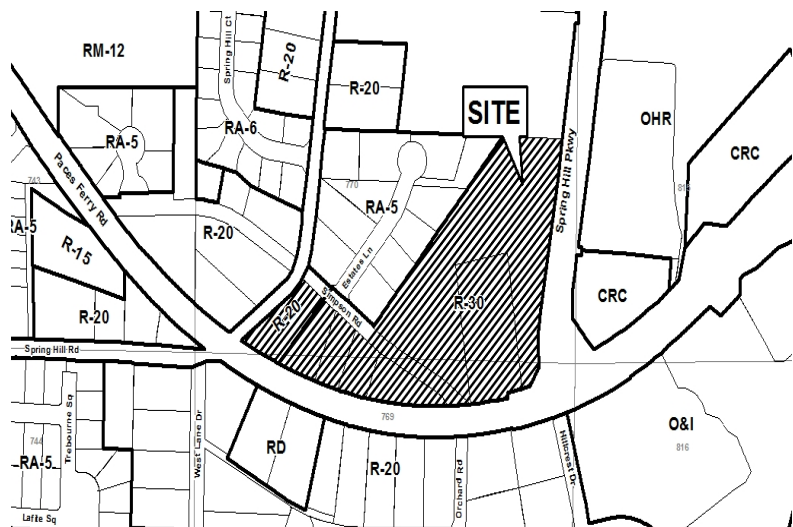 RM-12
Spring Hill Ct
R-20
R-20
SITE
OHR
CRC
RA-5
RA-6
Paces Ferry Rd
743
770
RA-5
Spring Hill Pkwy
RA-5
R-15
R-20
Estates Ln
Simpson Rd
R-20
R-30
CRC
R-20
Spring Hill Rd
769
Trebourne Sq
West Lane Dr
744
RA-5
RD
R-20
Orchard Rd
Hillcrest Dr
O&I
816
Lafite Sq